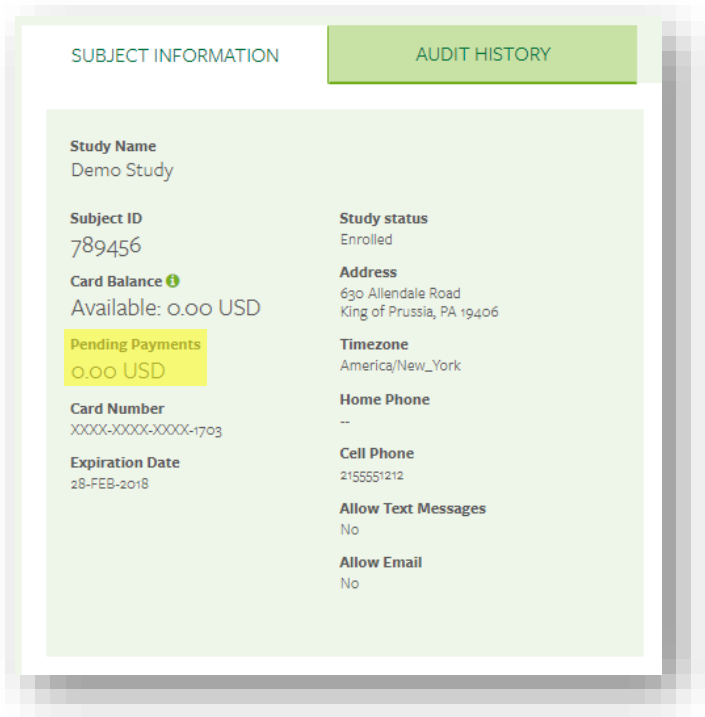 SUBJECT INFORMATION
AUDIT HISTORY
Study Name
Demo Study
Subject ID
789456
Card Balance
Available: 0.00 USD
Pending Payments
0.00 USD
Card Number
XXXX-XXXX-XXXX-1703
Expiration Date
28-FEB-2018
Study status
Enrolled
Address
630 Allendale Road
King of Prussia, PA 19406
Timezone
America/New_York
Home Phone
--
Cell Phone
2155551212
Allow Text Messages
No
Allow Email
No